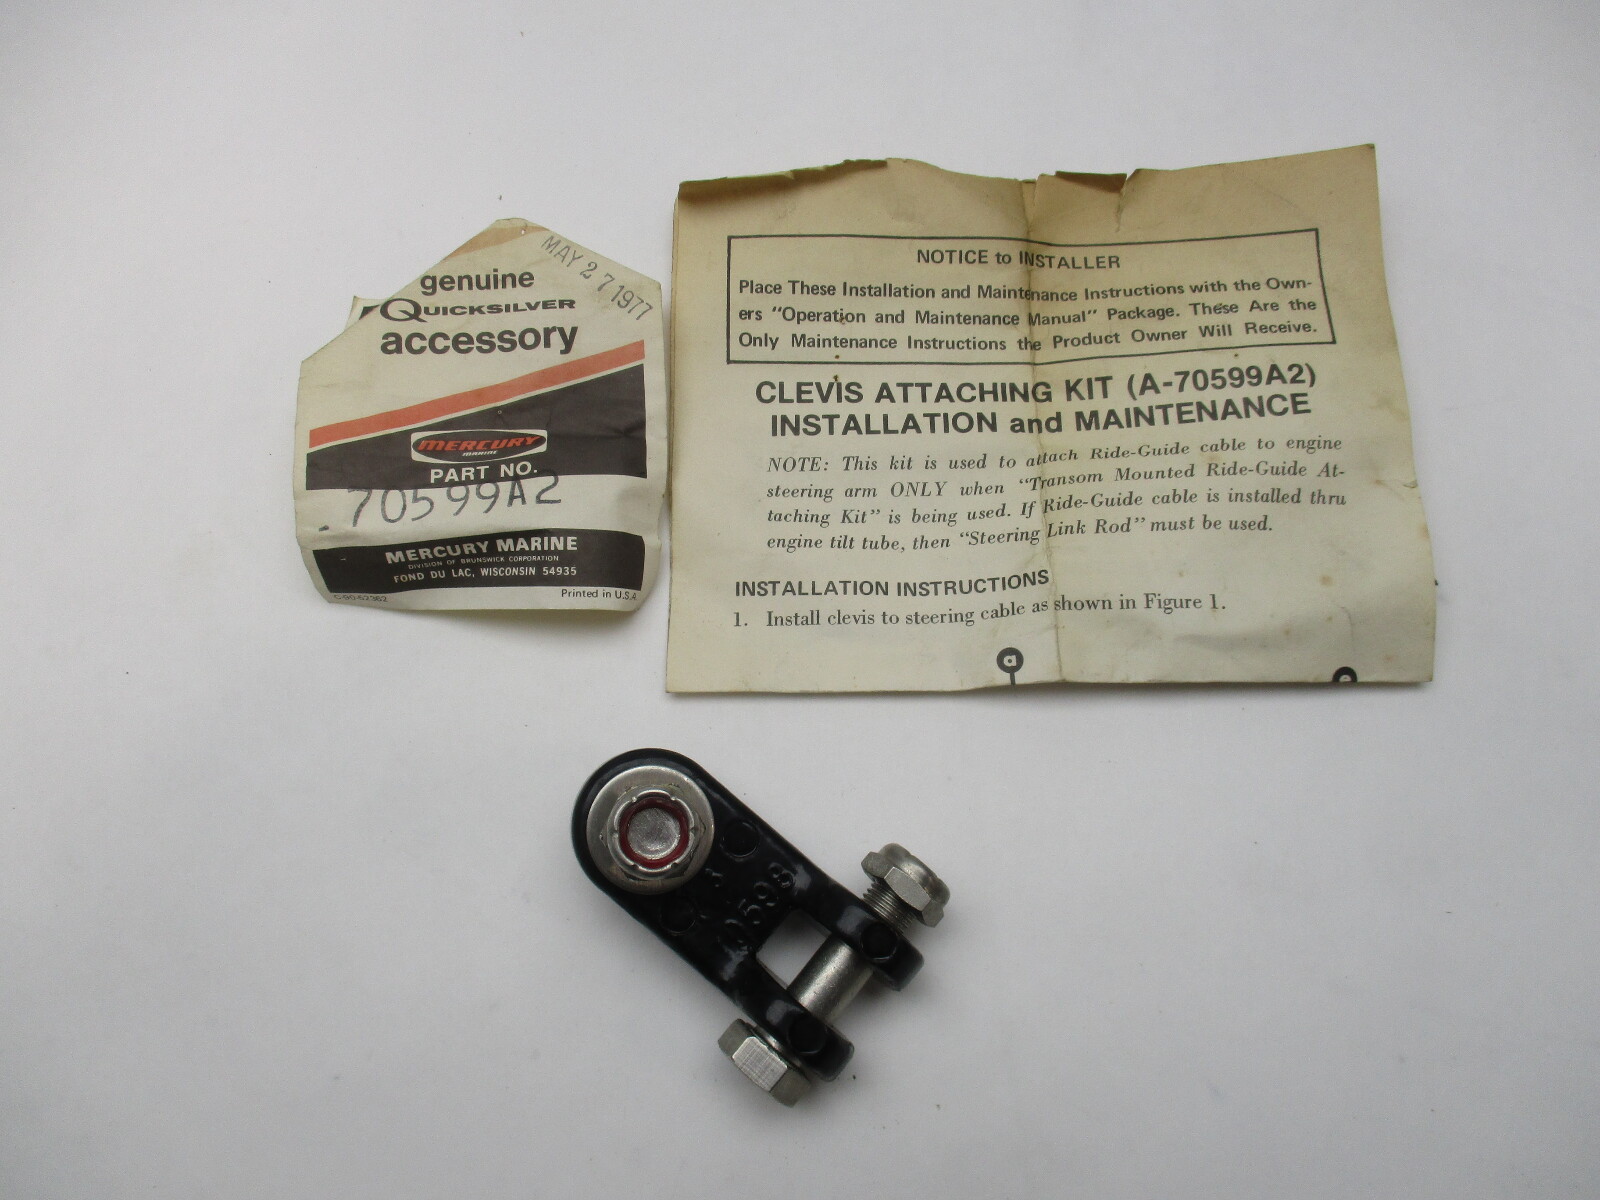 MAY 27 1977
genuine
QUICKSILVER
accessory
MERCURY
MARINE
PART NO.
70599A2
MERCURY MARINE
DIVISION OF BRUNSWICK CORPORATION
FOND DU LAC, WISCONSIN 54935
C-90-62362
Printed in U.S.A.
NOTICE to INSTALLER
Place These Installation and Maintenance Instructions with the Own-
ers "Operation and Maintenance Manual" Package. These Are the
Only Maintenance Instructions the Product Owner Will Receive.
CLEVIS ATTACHING KIT (A-70599A2)
INSTALLATION and MAINTENANCE
NOTE: This kit is used to attach Ride-Guide cable to engine
steering arm ONLY when "Transom Mounted Ride-Guide At-
taching Kit" is being used. If Ride-Guide cable is installed thru
engine tilt tube, then "Steering Link Rod" must be used.
INSTALLATION INSTRUCTIONS
1. Install clevis to steering cable as shown in Figure 1.
a